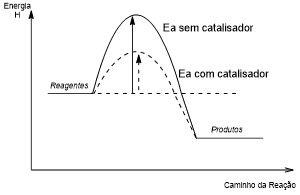 Energia
H
Ea sem catalisador
Ea com catalisador
Reagentes
Produtos
Caminho da Reação